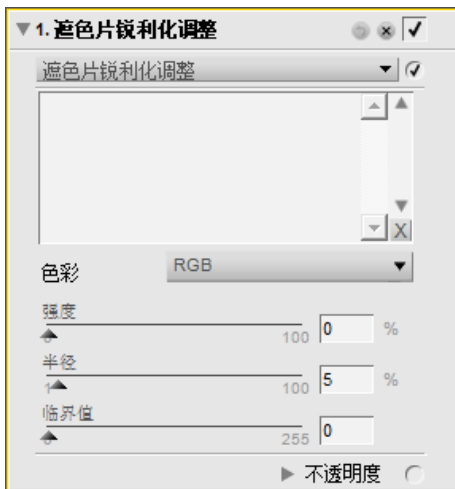 1. 遮色片锐利化调整
遮色片锐利化调整
X
色彩 RGB
强度
0 100 0 %
半径
1 100 5 %
临界值
0 255 0
不透明度